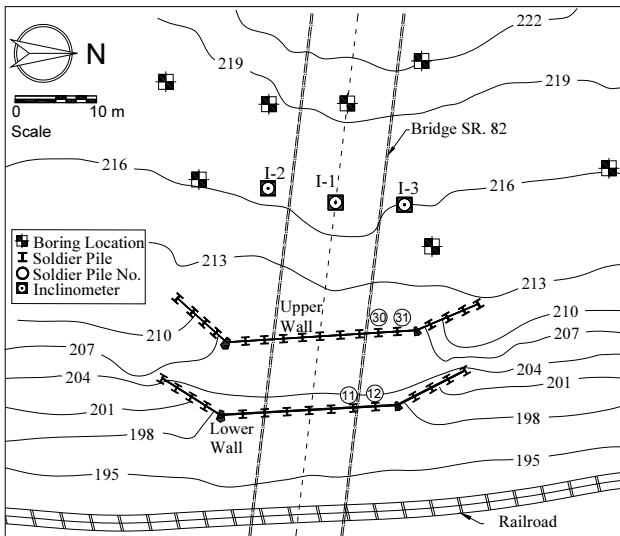 222
219
219
N
10 m
Scale
Bridge SR. 82
216
I-2
I-1
I-3
216
Boring Location
Soldier Pile
Soldier Pile No.
Inclinometer
213
213
Upper
Wall
30
31
210
210
207
207
204
204
201
201
11
12
198
198
Lower
Wall
195
195
Railroad